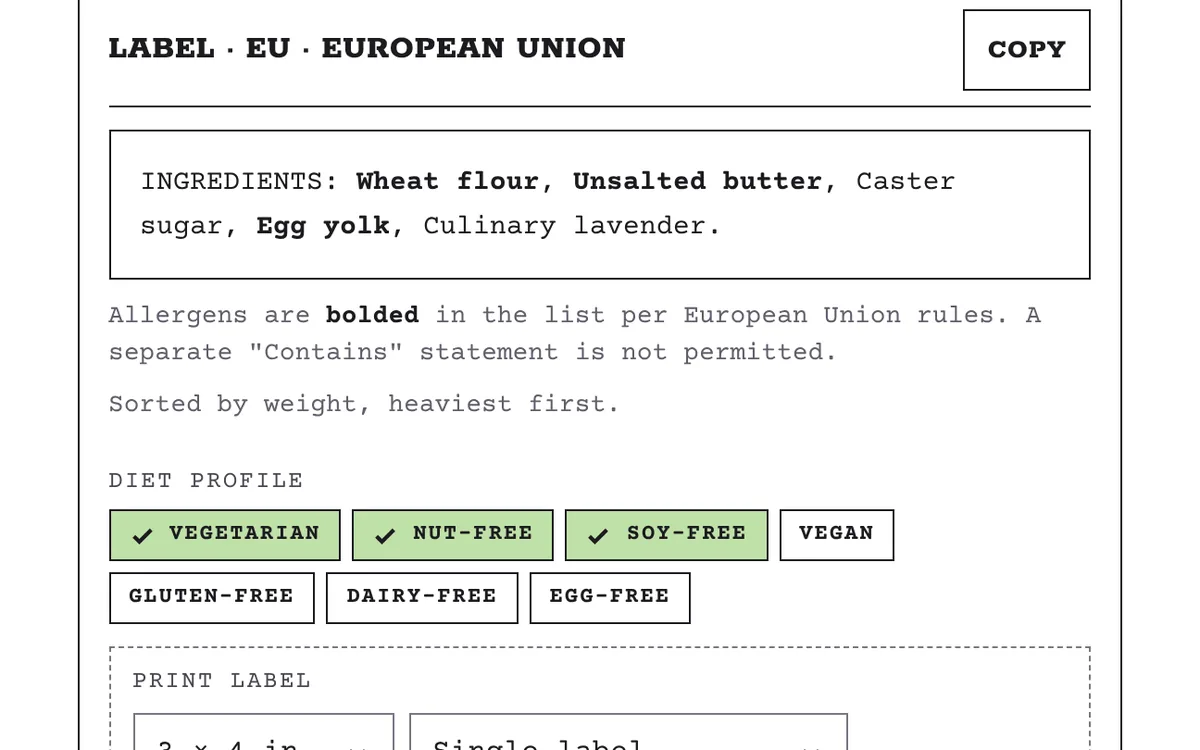 LABEL · EU · EUROPEAN UNION
COPY
INGREDIENTS: Wheat flour, Unsalted butter, Caster
sugar, Egg yolk, Culinary lavender.
Allergens are bolded in the list per European Union rules. A
separate "Contains" statement is not permitted.
Sorted by weight, heaviest first.
DIET PROFILE
✓ VEGETARIAN ✓ NUT-FREE ✓ SOY-FREE VEGAN
GLUTEN-FREE DAIRY-FREE EGG-FREE
PRINT LABEL
Single label